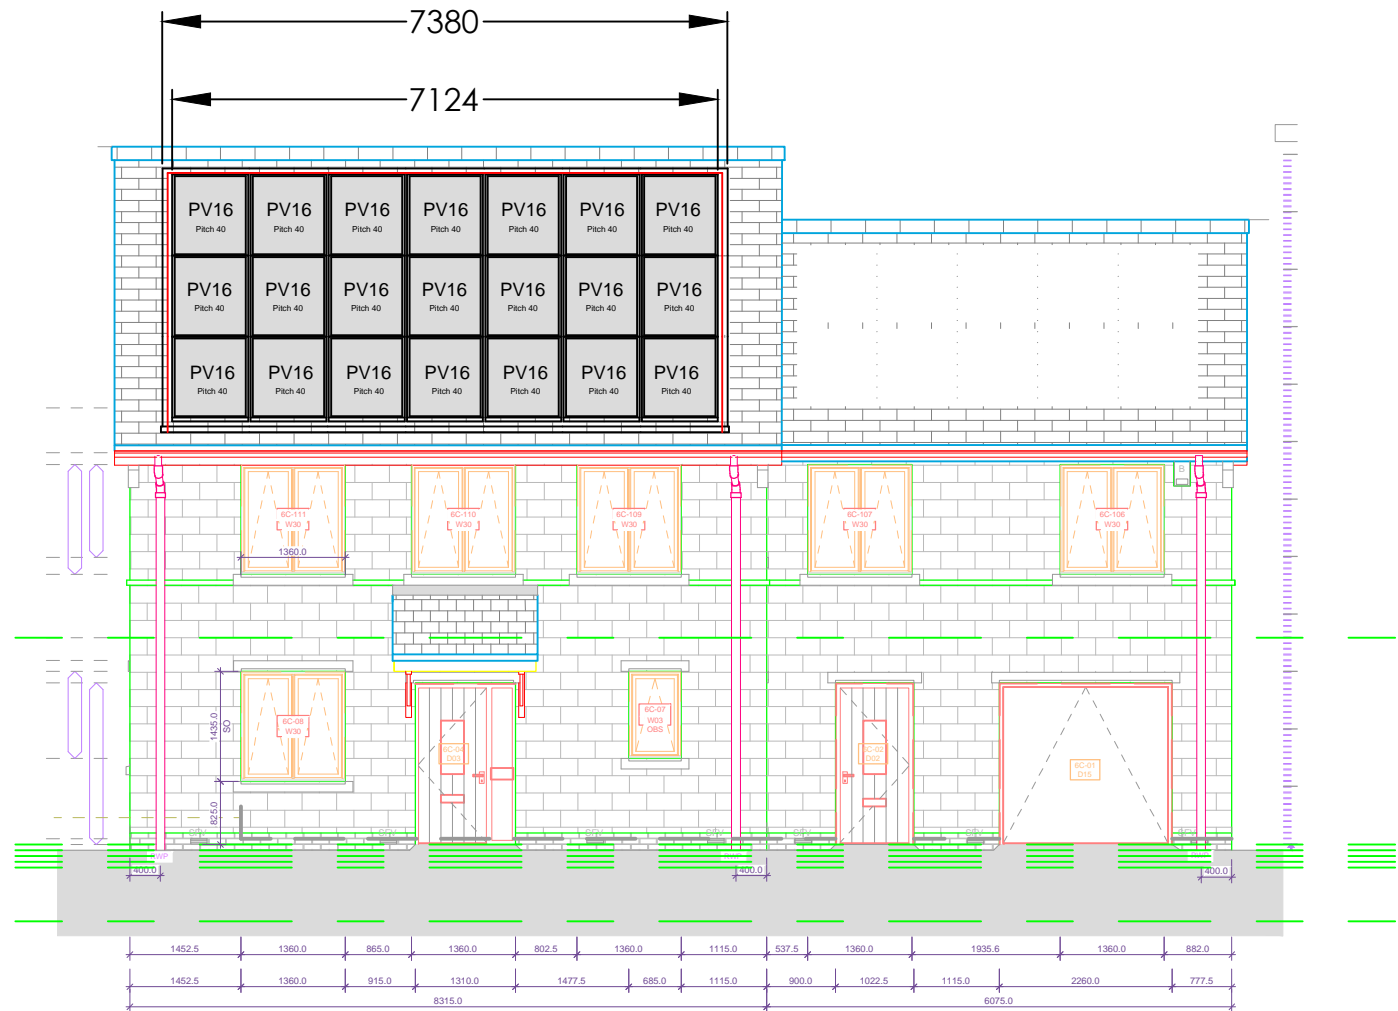 7380
7124
PV16 PV16 PV16 PV16 PV16 PV16 PV16
Pitch 40 Pitch 40 Pitch 40 Pitch 40 Pitch 40 Pitch 40 Pitch 40
PV16 PV16 PV16 PV16 PV16 PV16 PV16
Pitch 40 Pitch 40 Pitch 40 Pitch 40 Pitch 40 Pitch 40 Pitch 40
PV16 PV16 PV16 PV16 PV16 PV16 PV16
Pitch 40 Pitch 40 Pitch 40 Pitch 40 Pitch 40 Pitch 40 Pitch 40
B
6C-111 6C-110 6C-109 6C-107 6C-106
W30 W30 W30 W30 W30
1360.0
1435.0
SO
825.0
6C-08
W30
6C-04
D03
6C-07
W03
OBS
6C-02
D02
6C-01
D15
RWP
400.0 400.0 400.0
1452.5 1360.0 865.0 1360.0 802.5 1360.0 1115.0 537.5 1360.0 1935.6 1360.0 882.0
1452.5 1360.0 915.0 1310.0 1477.5 685.0 1115.0 900.0 1022.5 1115.0 2260.0 777.5
8315.0 6075.0